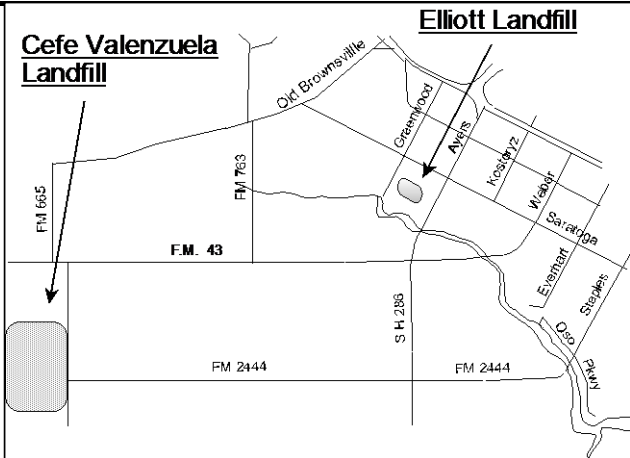 Elliott Landfill
Cefe Valenzuela
Landfill
Old Brownsville
Greenwood
Ayers
Kostoryz
Weber
Saratoga
FM 763
FM 665
F.M. 43
Everhart
Staples
S H 286
Oso
Pkwy
FM 2444
FM 2444